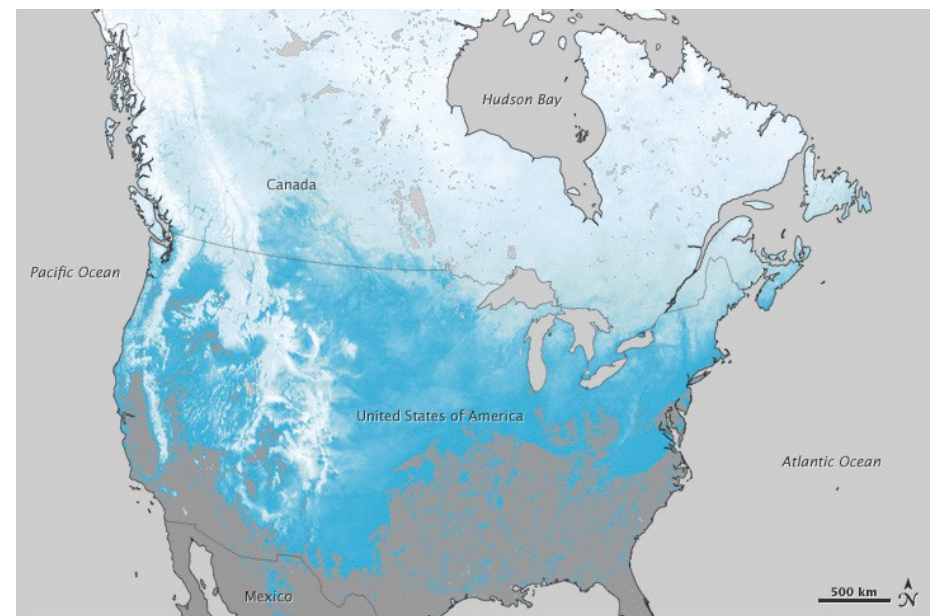 Hudson Bay
Canada
Pacific Ocean
United States of America
Atlantic Ocean
Mexico
500 km
N